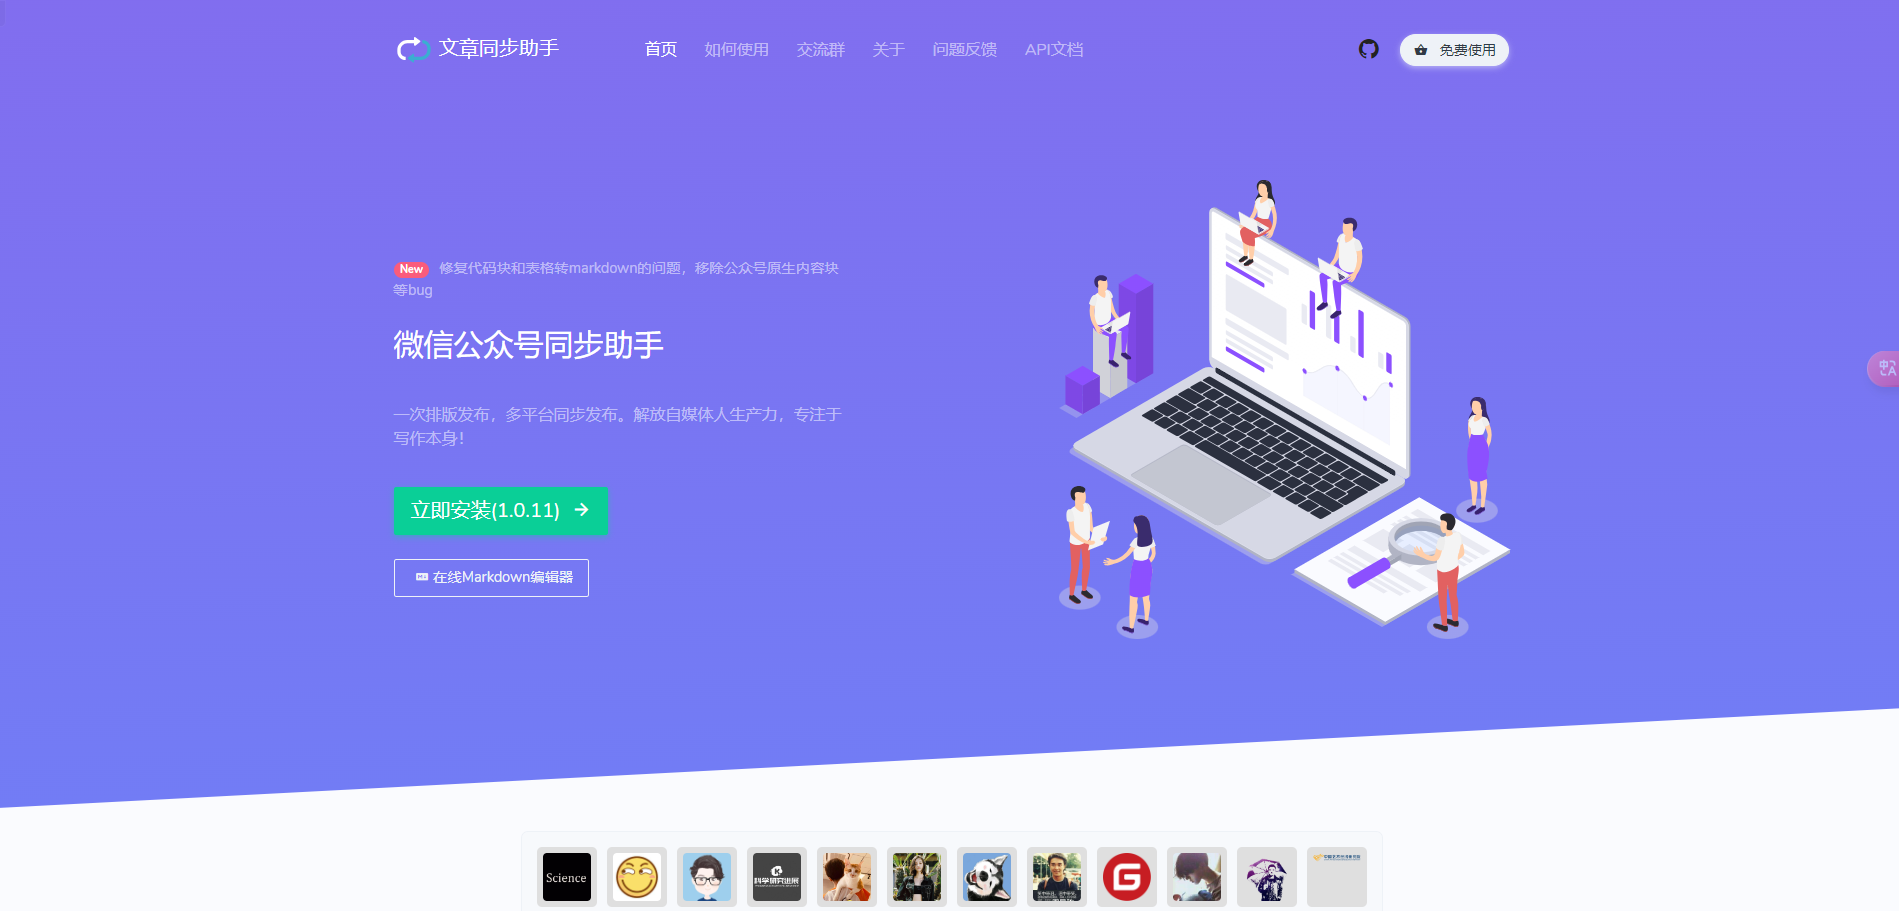 文章同步助手
首页 如何使用 交流群 关于 问题反馈 API文档
免费使用
New 修复代码块和表格转markdown的问题，移除公众号原生内容块
等bug
微信公众号同步助手
一次排版发布，多平台同步发布。解放自媒体人生产力，专注于
写作本身！
立即安装(1.0.11)
在线Markdown编辑器
Science
科学研究进展
G